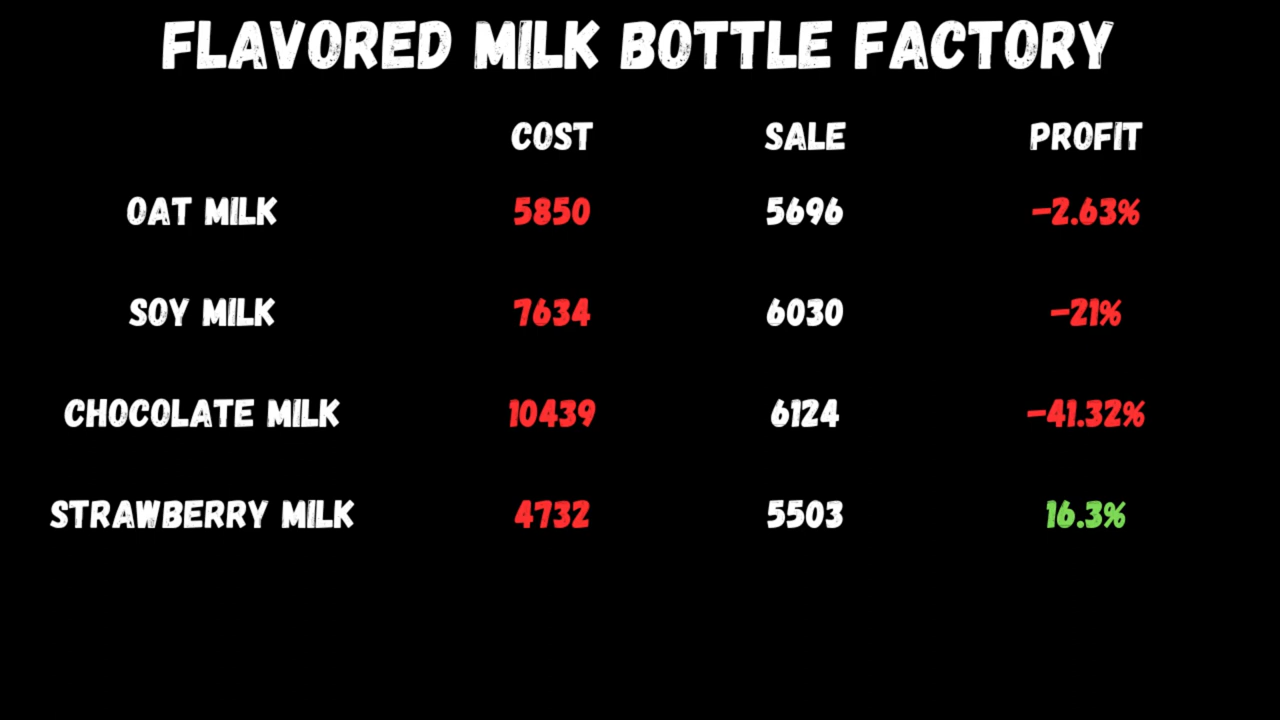 FLAVORED MILK BOTTLE FACTORY
COST SALE PROFIT
OAT MILK 5850 5696 -2.63%
SOY MILK 7634 6030 -21%
CHOCOLATE MILK 10439 6124 -41.32%
STRAWBERRY MILK 4732 5503 16.3%